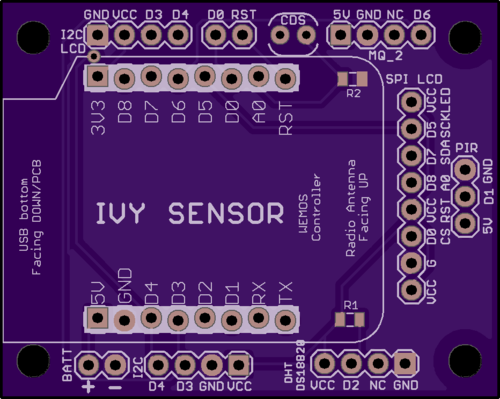 GND VCC D3 D4
D0 RST
CDS
5V GND NC D6
I2C
LCD
MQ_2
R2
SPI LCD
3V3 D8 D7 D6 D5 D0 A0 RST
VCC
LED
SCK
SDA
A0
RST
CS
D5
D7
D8
VCC
D0
G
VCC
PIR
GND
D1
5V
USB bottom
Facing DOWN/PCB
IVY SENSOR
WEMOS
Controller
Radio Antenna
Facing UP
5V GND D4 D3 D2 D1 RX TX
R1
BATT
+ -
I2C
D4 D3 GND VCC
DHT
DS18B20
VCC D2 NC GND